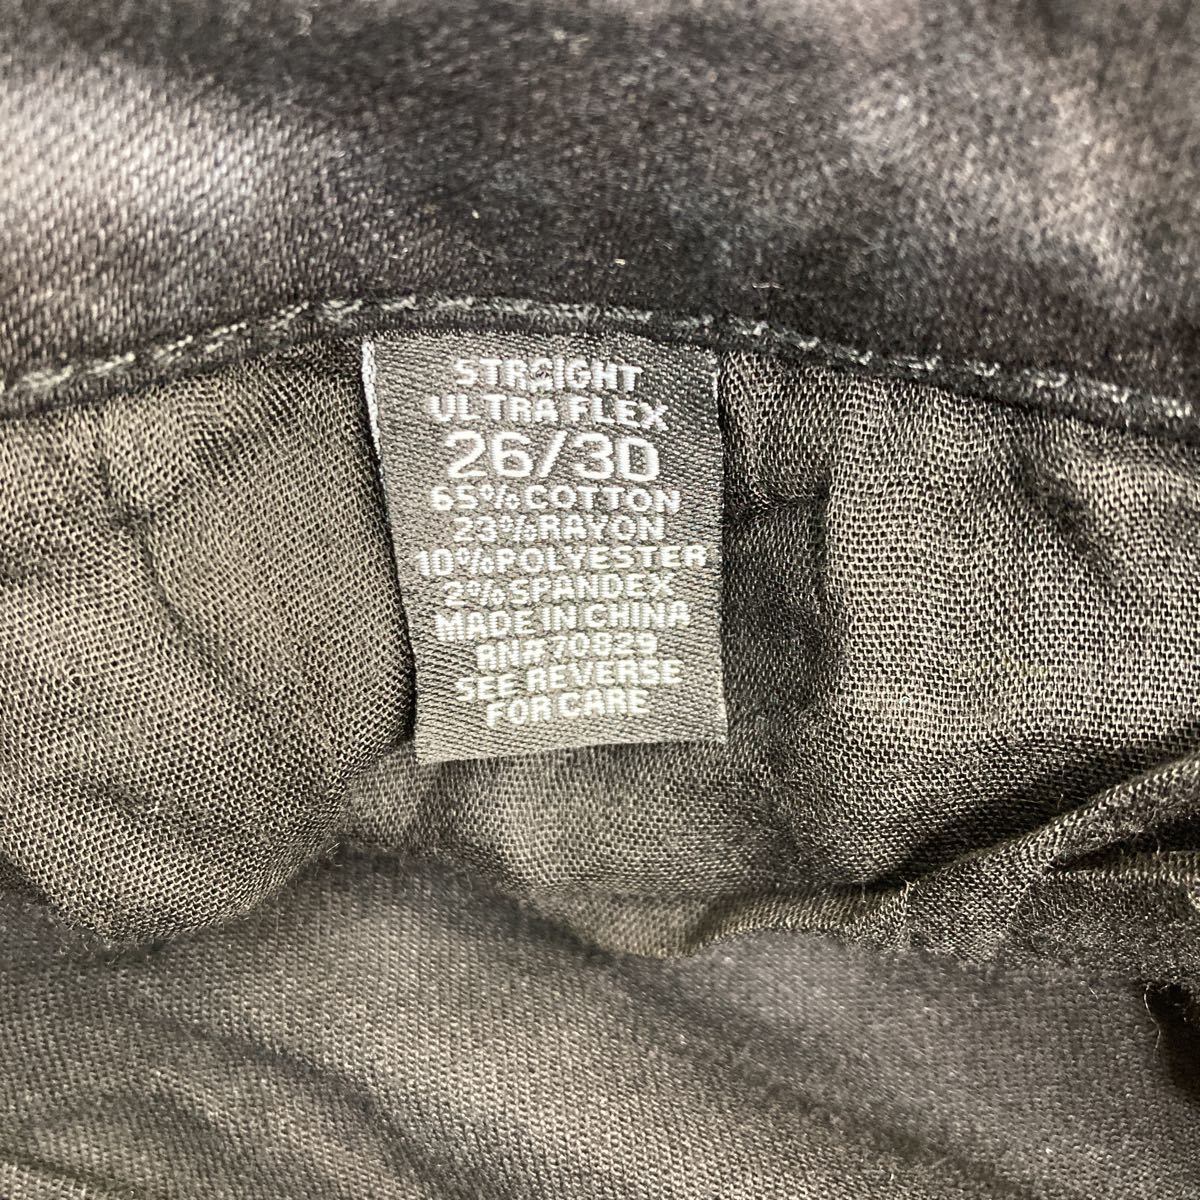 STRAIGHT
ULTRA FLEX
26/30
65%COTTON
23%RAYON
10%POLYESTER
2%SPANDEX
MADE IN CHINA
RN# 70829
SEE REVERSE
FOR CARE